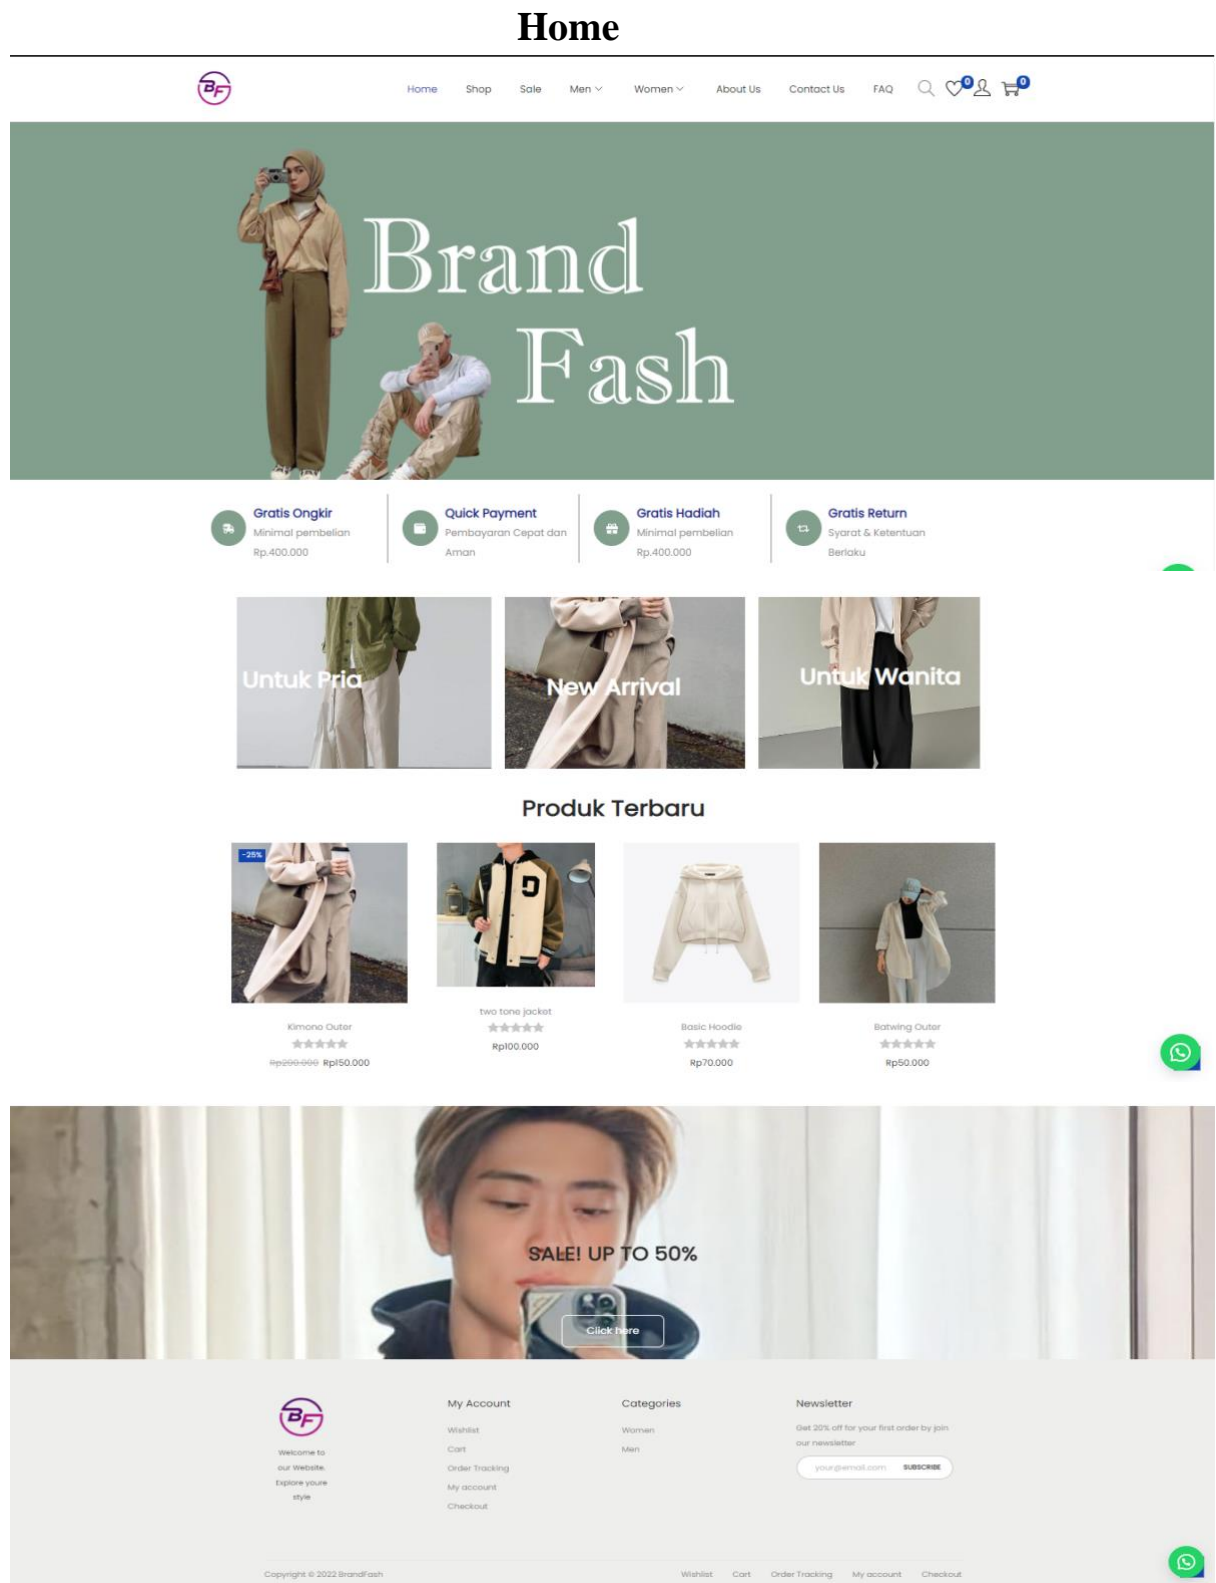 Home
BF
Home Shop Sale Men Women About Us Contact Us FAQ 0 0
Brand
Fash
Gratis Ongkir
Minimal pembelian
Rp.400.000
Quick Payment
Pembayaran Cepat dan
Aman
Gratis Hadiah
Minimal pembelian
Rp.400.000
Gratis Return
Syarat & Ketentuan
Berlaku
Untuk Pria
New Arrival
Untuk Wanita
Produk Terbaru
-25%
D
Kimono Outer
Rp200.000 Rp150.000
two tone jacket
Rp100.000
Basic Hoodie
Rp70.000
Batwing Outer
Rp50.000
SALE! UP TO 50%
Click here
BF
Welcome to
our Website.
Explore youre
style
My Account
Wishlist
Cart
Order Tracking
My account
Checkout
Categories
Women
Men
Newsletter
Get 20% off for your first order by join
our newsletter
your@email.com SUBSCRIBE
Copyright © 2022 BrandFash
Wishlist Cart Order Tracking My account Checkout